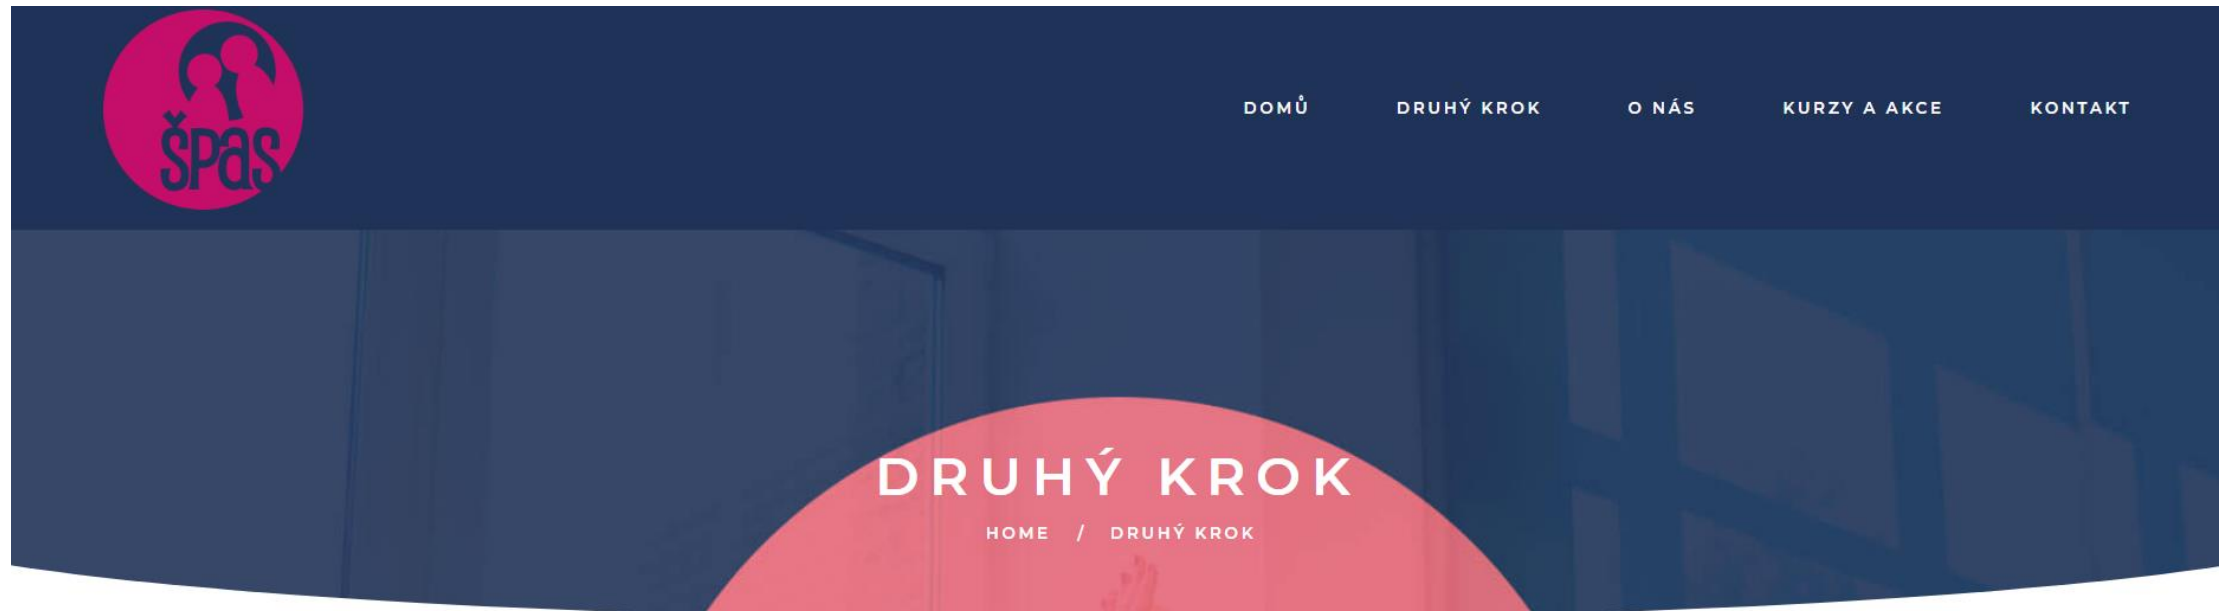 špas
DOMŮ DRUHÝ KROK O NÁS KURZY A AKCE KONTAKT
DRUHÝ KROK
HOME / DRUHÝ KROK